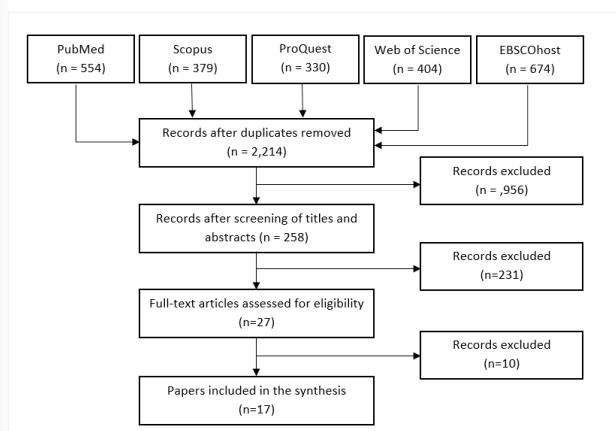 PubMed
(n = 554)
Scopus
(n = 379)
ProQuest
(n = 330)
Web of Science
(n = 404)
EBSCOhost
(n = 674)
Records after duplicates removed
(n = 2,214)
Records excluded
(n = ,956)
Records after screening of titles and
abstracts (n = 258)
Records excluded
(n=231)
Full-text articles assessed for eligibility
(n=27)
Records excluded
(n=10)
Papers included in the synthesis
(n=17)